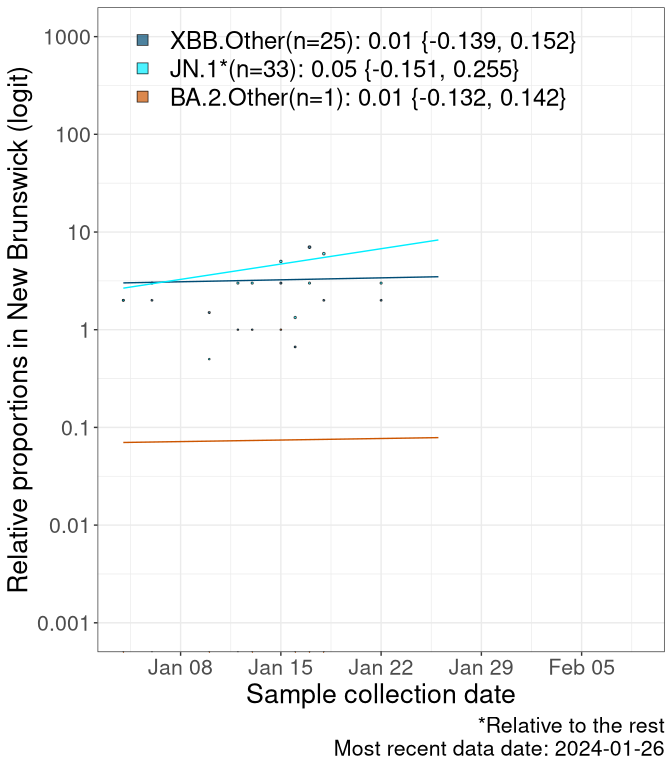 XBB.Other(n=25): 0.01 {-0.139, 0.152}
JN.1*(n=33): 0.05 {-0.151, 0.255}
BA.2.Other(n=1): 0.01 {-0.132, 0.142}
Relative proportions in New Brunswick (logit)
1000
100
10
1
0.1
0.01
0.001
Jan 08 Jan 15 Jan 22 Jan 29 Feb 05
Sample collection date
*Relative to the rest
Most recent data date: 2024-01-26